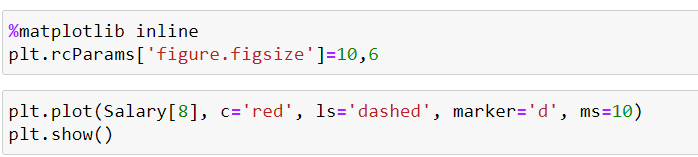 %matplotlib inline
plt.rcParams['figure.figsize']=10,6
plt.plot(Salary[8], c='red', ls='dashed', marker='d', ms=10)
plt.show()